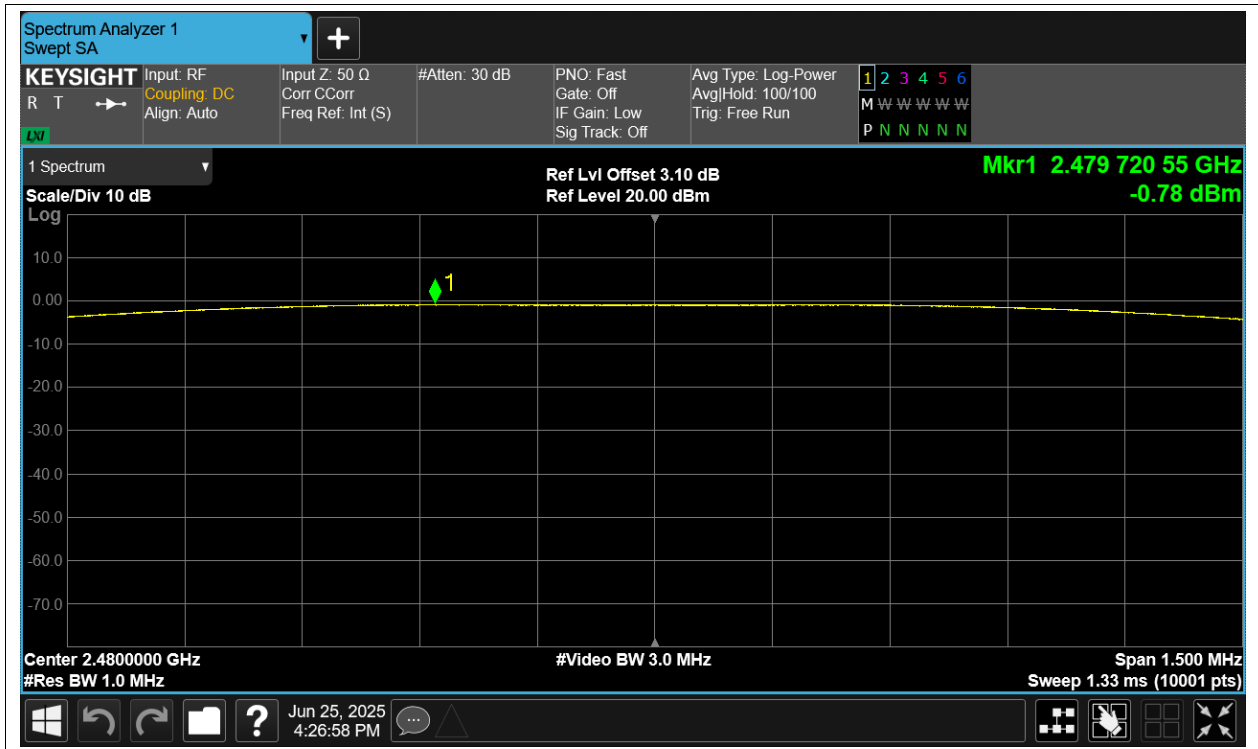 Spectrum Analyzer 1
Swept SA
KEYSIGHT
R T
LXI
Input: RF
Coupling: DC
Align: Auto
Input Z: 50 Ω
Corr CCorr
Freq Ref: Int (S)
#Atten: 30 dB
PNO: Fast
Gate: Off
IF Gain: Low
Sig Track: Off
Avg Type: Log-Power
Avg|Hold: 100/100
Trig: Free Run
1 2 3 4 5 6
M W W W W W
P N N N N N
1 Spectrum
Scale/Div 10 dB
Ref Lvl Offset 3.10 dB
Ref Level 20.00 dBm
Mkr1 2.479 720 55 GHz
-0.78 dBm
Log
10.0
0.00
-10.0
-20.0
-30.0
-40.0
-50.0
-60.0
-70.0
1
Center 2.4800000 GHz
#Video BW 3.0 MHz
Span 1.500 MHz
#Res BW 1.0 MHz
Sweep 1.33 ms (10001 pts)
?
Jun 25, 2025
4:26:58 PM